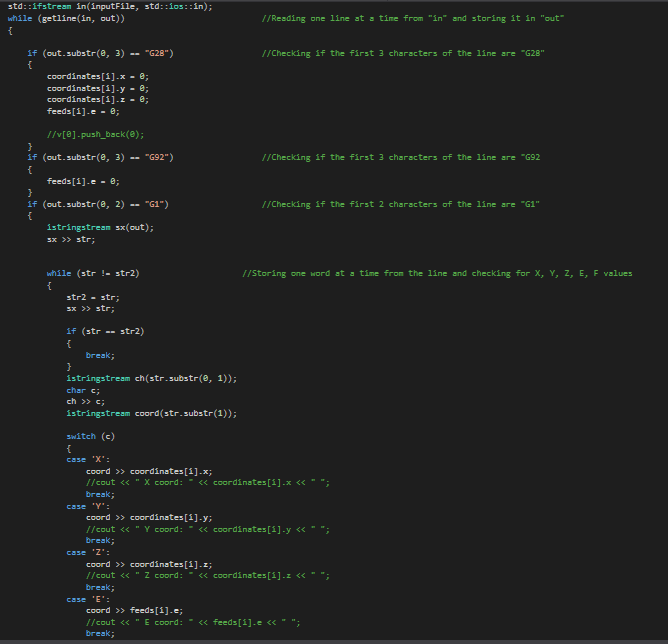 std::ifstream in(inputFile, std::ios::in);
while (getline(in, out)) //Reading one line at a time from "in" and storing it in "out"
{
if (out.substr(0, 3) == "G28") //Checking if the first 3 characters of the line are "G28"
{
coordinates[i].x = 0;
coordinates[i].y = 0;
coordinates[i].z = 0;
feeds[i].e = 0;
//v[0].push_back(0);
}
if (out.substr(0, 3) == "G92") //Checking if the first 3 characters of the line are "G92
{
feeds[i].e = 0;
}
if (out.substr(0, 2) == "G1") //Checking if the first 2 characters of the line are "G1"
{
istringstream sx(out);
sx >> str;
while (str != str2) //Storing one word at a time from the line and checking for X, Y, Z, E, F values
{
str2 = str;
sx >> str;
if (str == str2)
{
break;
}
istringstream ch(str.substr(0, 1));
char c;
ch >> c;
istringstream coord(str.substr(1));
switch (c)
{
case 'X':
coord >> coordinates[i].x;
//cout << " X coord: " << coordinates[i].x << " ";
break;
case 'Y':
coord >> coordinates[i].y;
//cout << " Y coord: " << coordinates[i].y << " ";
break;
case 'Z':
coord >> coordinates[i].z;
//cout << " Z coord: " << coordinates[i].z << " ";
break;
case 'E':
coord >> feeds[i].e;
//cout << " E coord: " << feeds[i].e << " ";
break;